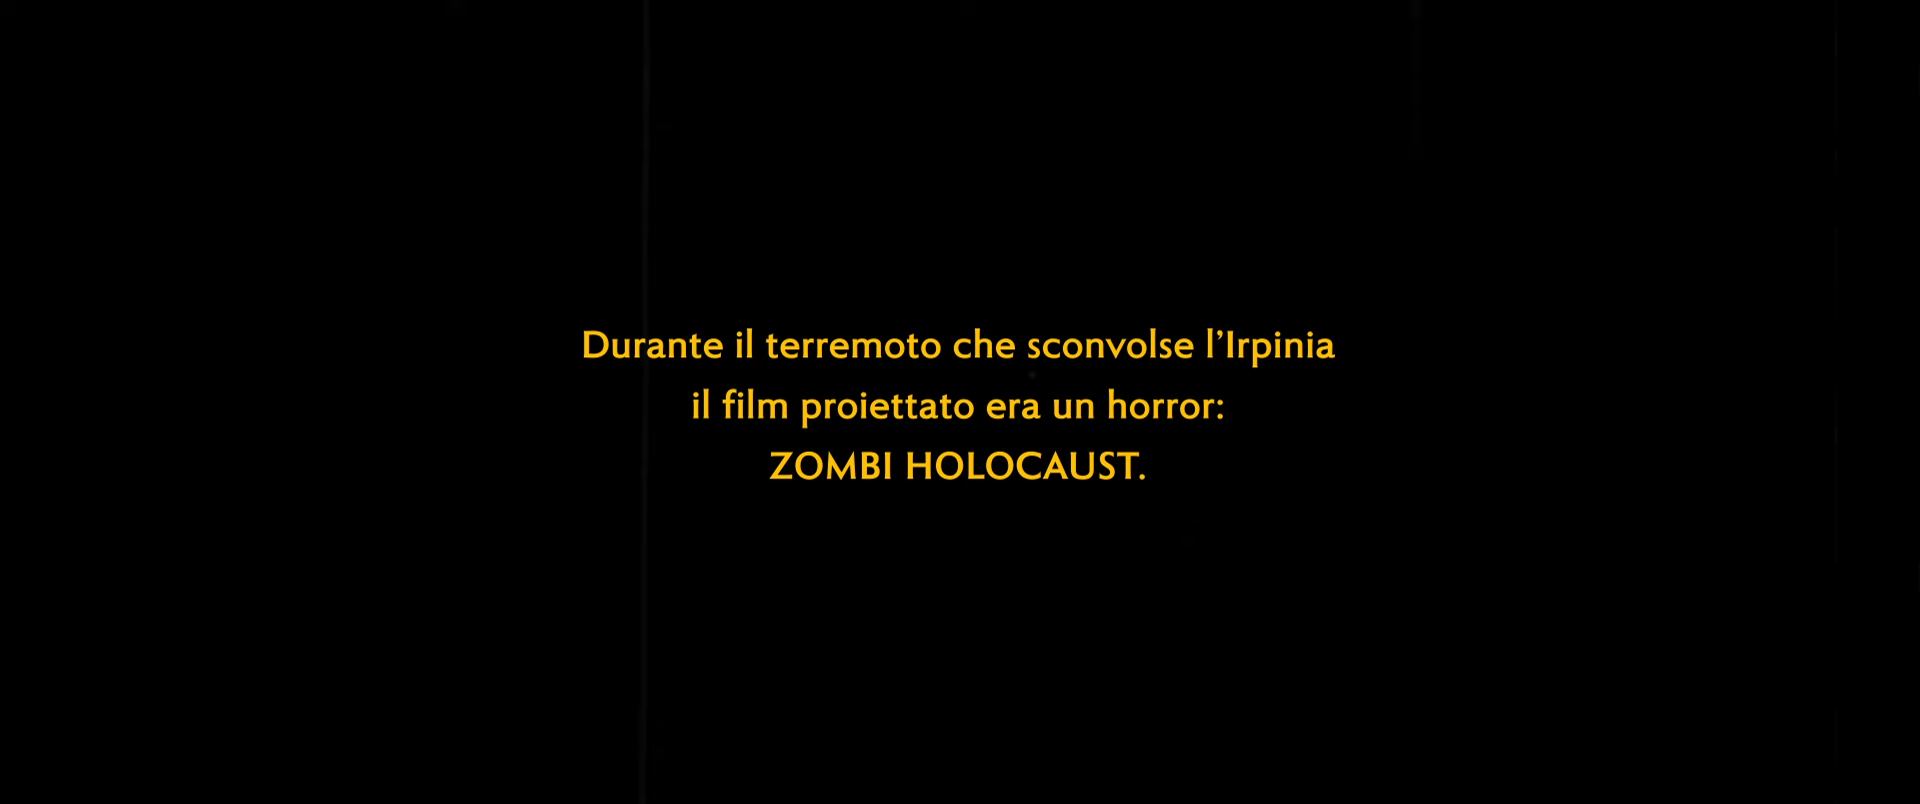 Durante il terremoto che sconvolse l’Irpinia
il film proiettato era un horror:
ZOMBI HOLOCAUST.